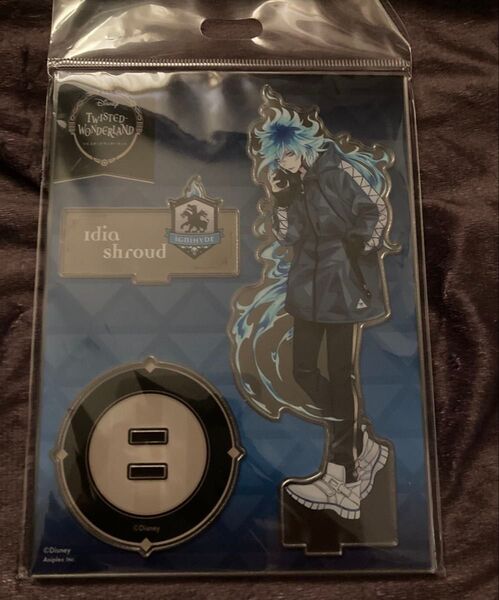 Disney
TWISTED
WONDERLAND
Idia
shroud
IGNIHYDE
©Disney
©Disney
Aniplex Inc.